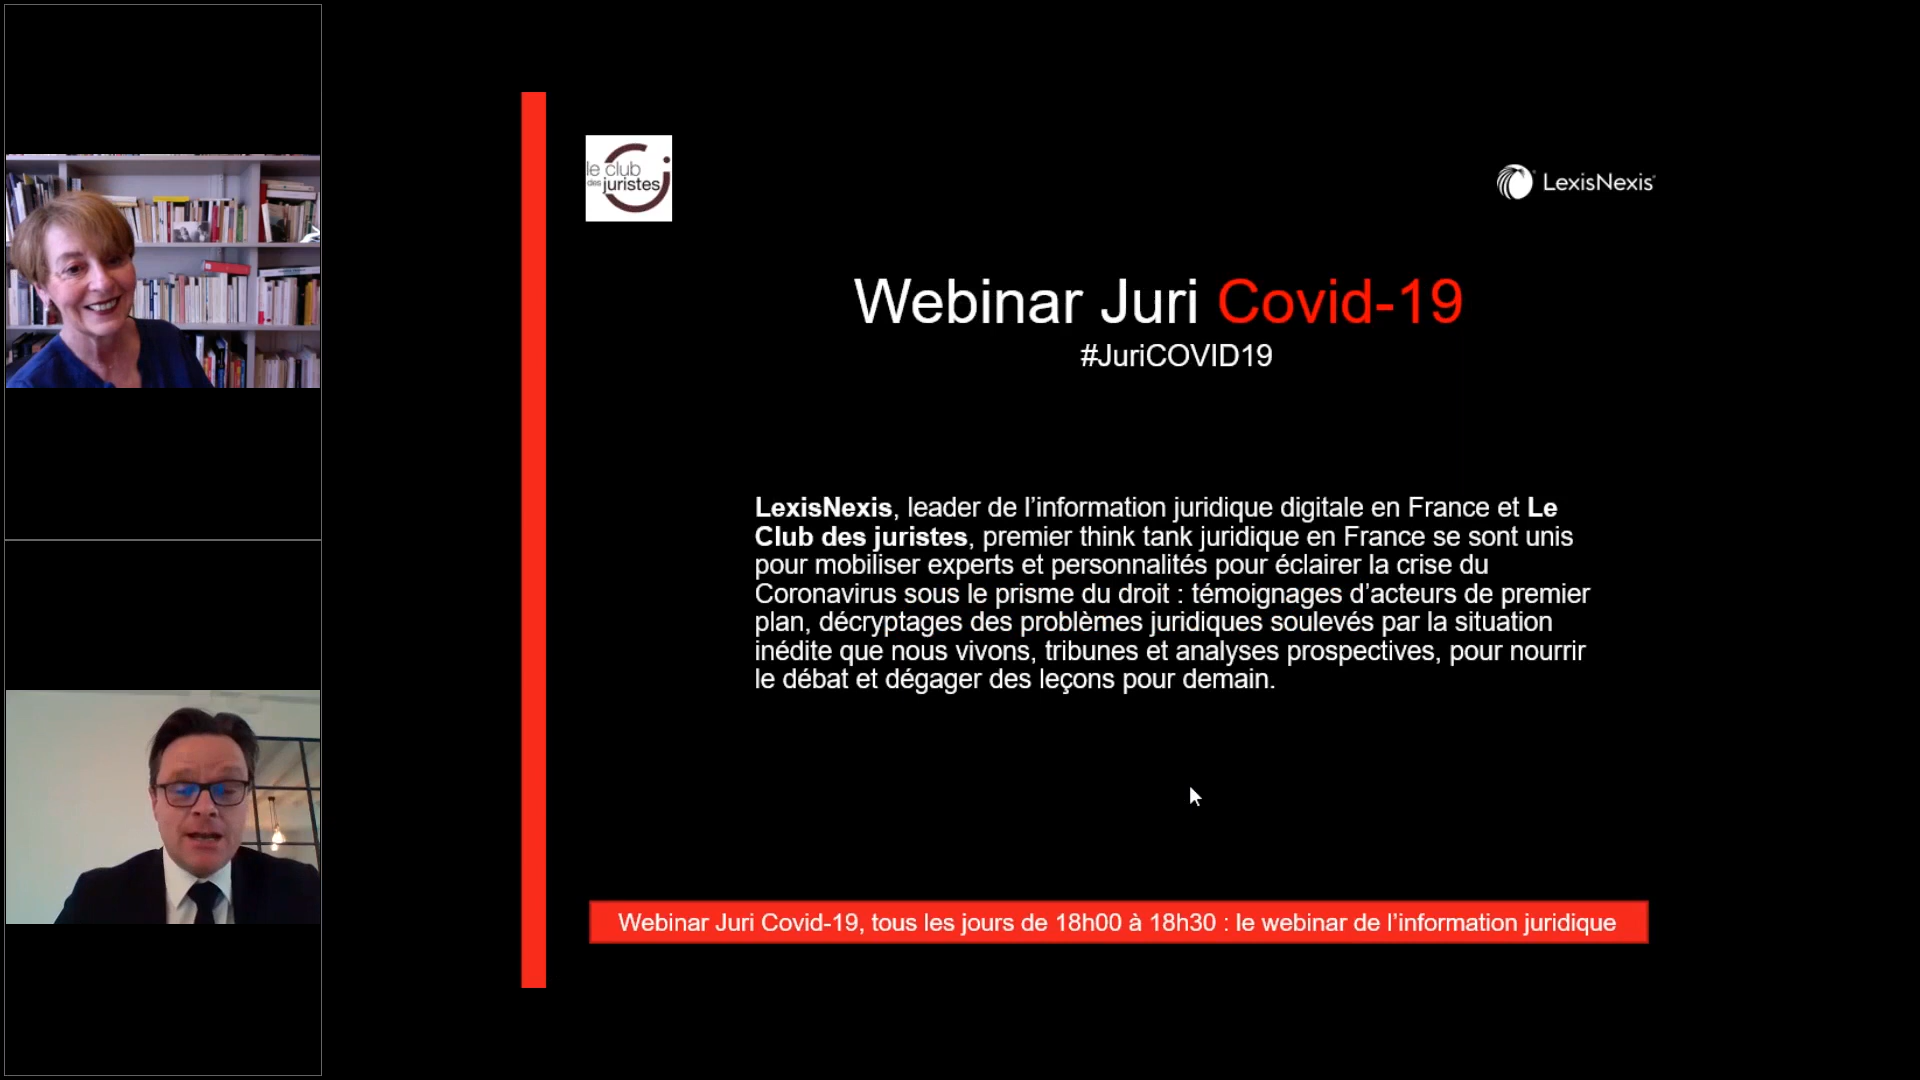 le club
des juristes
LexisNexis
Webinar Juri Covid-19
#JuriCOVID19
LexisNexis, leader de l’information juridique digitale en France et Le
Club des juristes, premier think tank juridique en France se sont unis
pour mobiliser experts et personnalités pour éclairer la crise du
Coronavirus sous le prisme du droit : témoignages d’acteurs de premier
plan, décryptages des problèmes juridiques soulevés par la situation
inédite que nous vivons, tribunes et analyses prospectives, pour nourrir
le débat et dégager des leçons pour demain.
Webinar Juri Covid-19, tous les jours de 18h00 à 18h30 : le webinar de l’information juridique